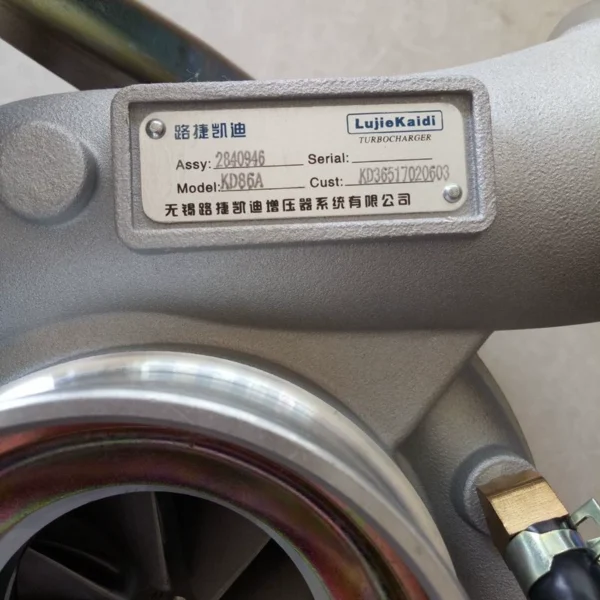 路捷凯迪 LujieKaidi
TURBOCHARGER
Assy: 2840946 Serial:
Model: KD86A Cust: KD36517020603
无锡路捷凯迪增压器系统有限公司